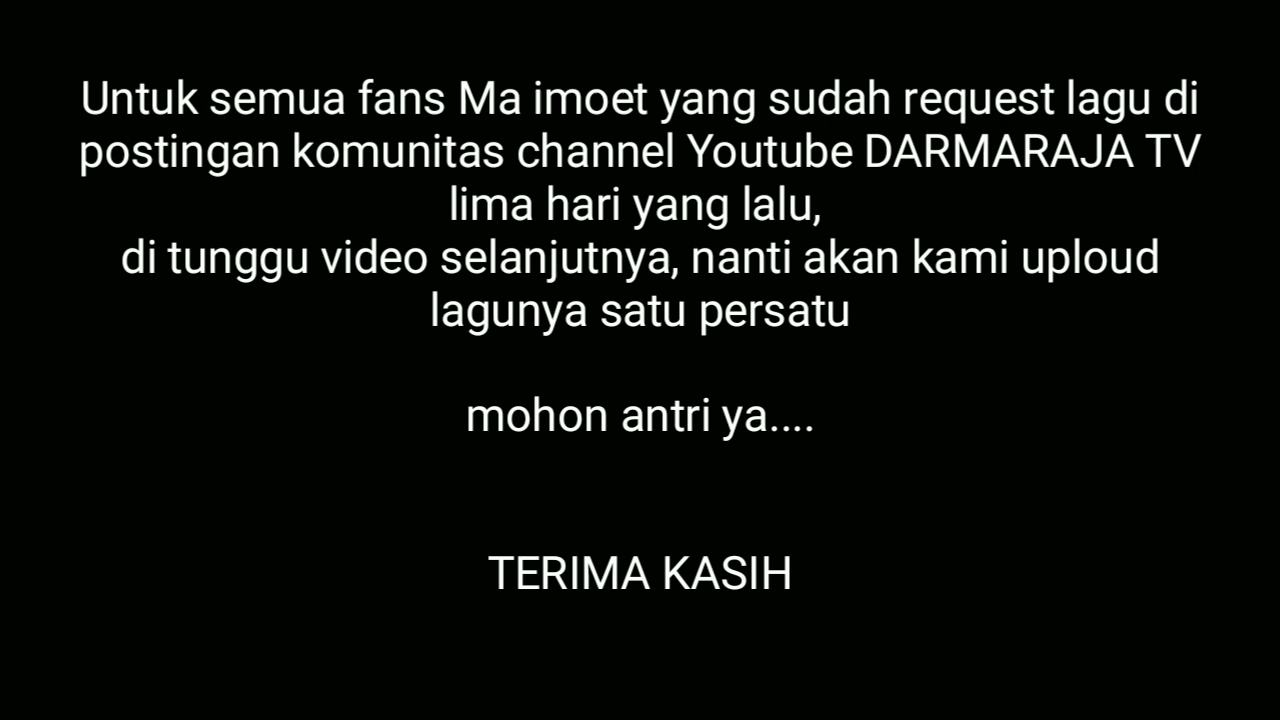 Untuk semua fans Ma imoet yang sudah request lagu di
postingan komunitas channel Youtube DARMARAJA TV
lima hari yang lalu,
di tunggu video selanjutnya, nanti akan kami uploud
lagunya satu persatu
mohon antri ya....
TERIMA KASIH